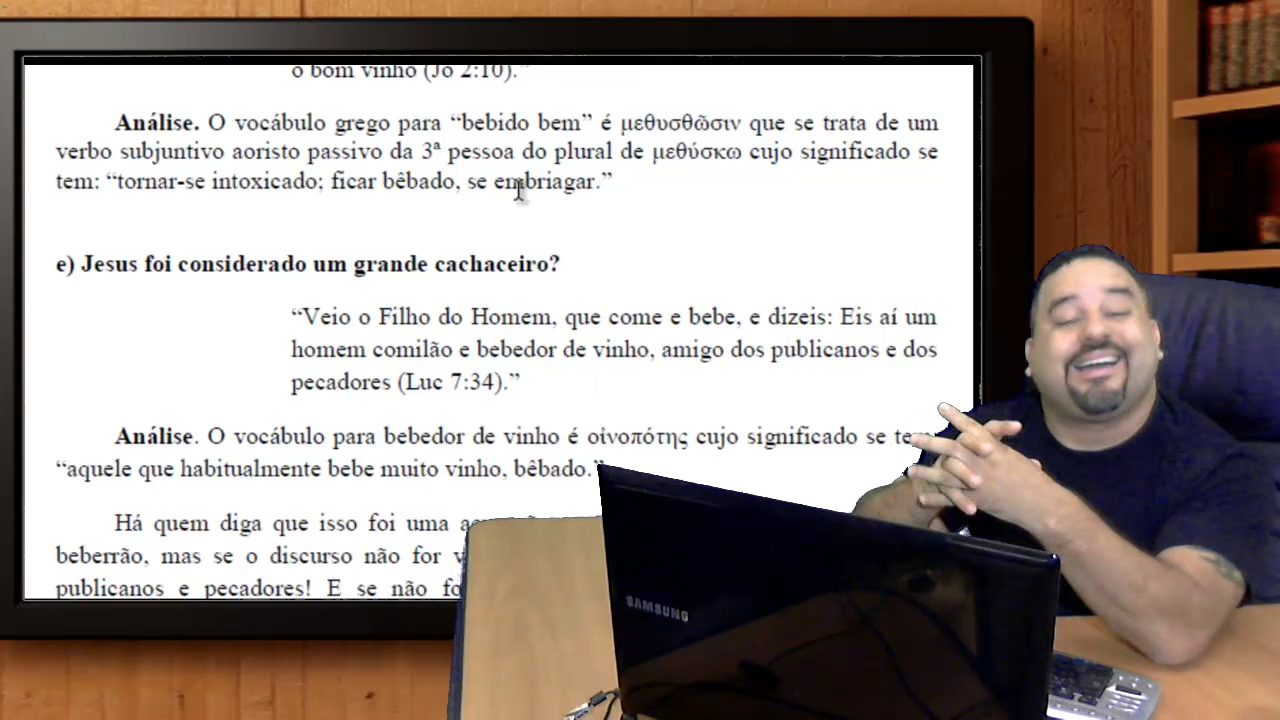 o bom vinho (Jo 2:10).”
Análise. O vocábulo grego para “bebido bem” é μεθυσθῶσιν que se trata de um
verbo subjuntivo aoristo passivo da 3ª pessoa do plural de μεθύσκω cujo significado se
tem: “tornar-se intoxicado; ficar bêbado, se embriagar.”
e) Jesus foi considerado um grande cachaceiro?
“Veio o Filho do Homem, que come e bebe, e dizeis: Eis aí um
homem comilão e bebedor de vinho, amigo dos publicanos e dos
pecadores (Luc 7:34).”
Análise. O vocábulo para bebedor de vinho é οἰνοπότης cujo significado se tem:
“aquele que habitualmente bebe muito vinho, bêbado.”
Há quem diga que isso foi uma
beberrão, mas se o discurso não for
publicanos e pecadores! E se não
SAMSUNG